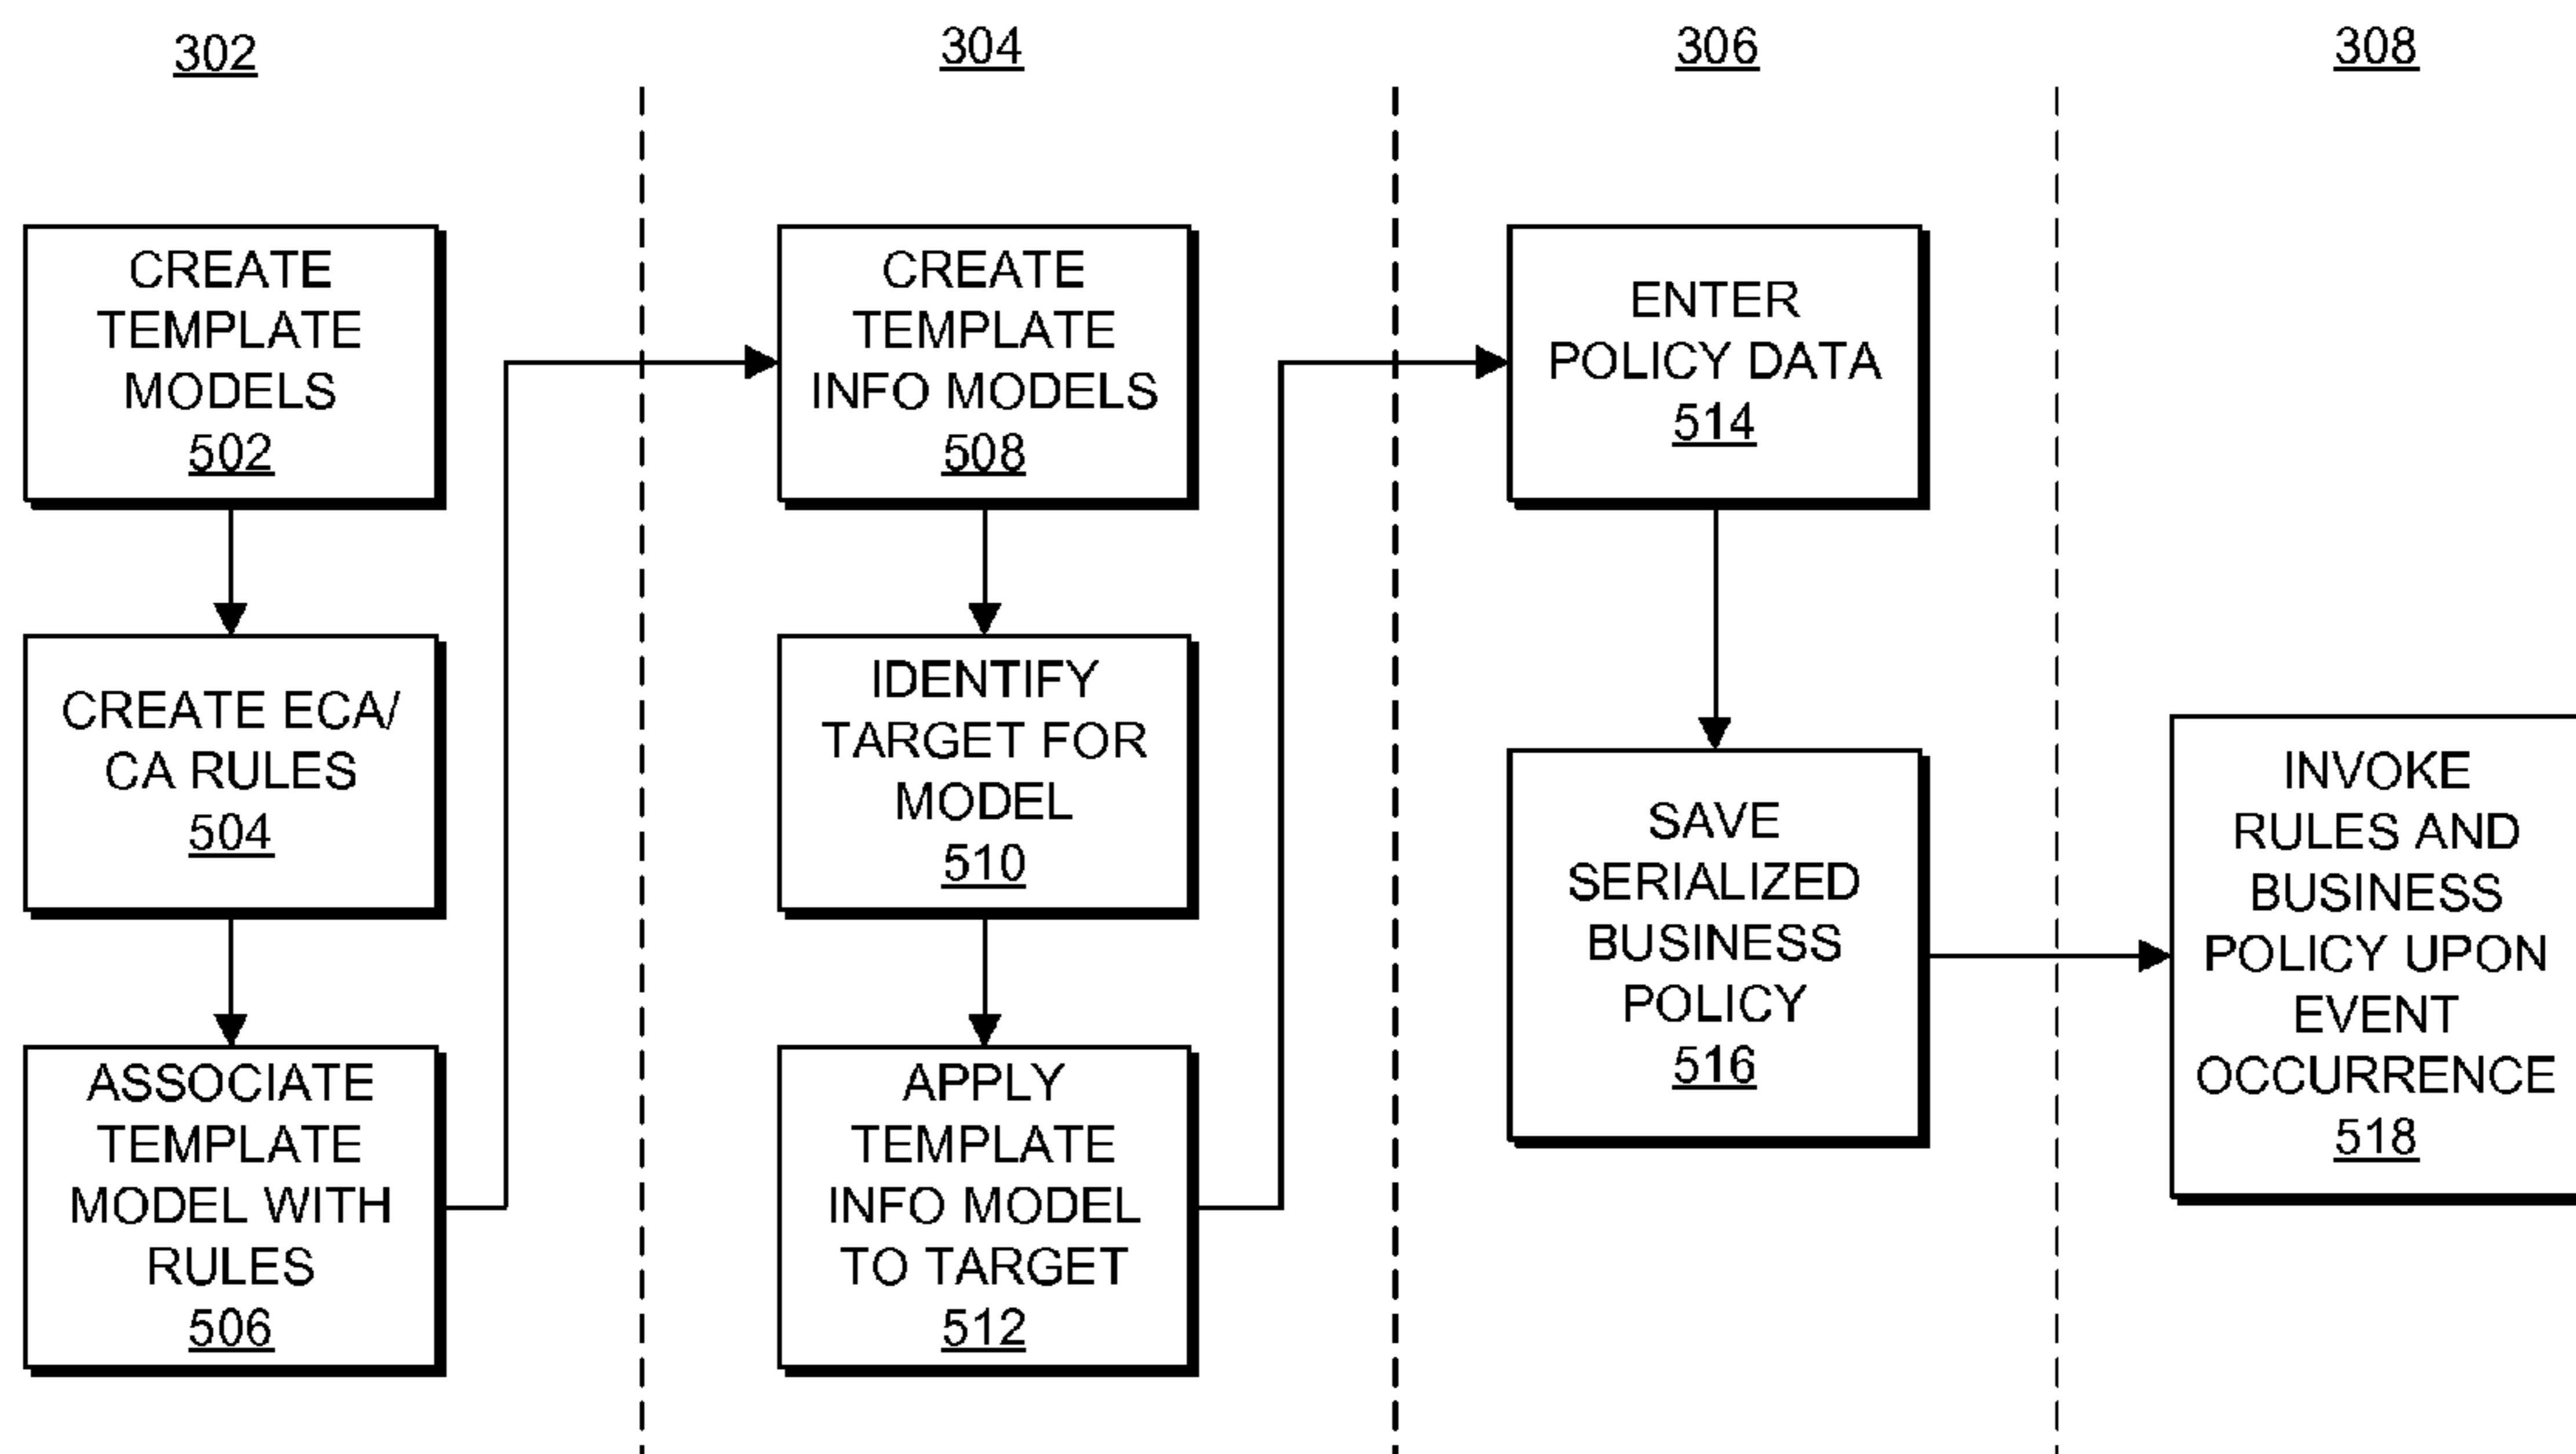 302
304
306
308
CREATE
TEMPLATE
MODELS
502
CREATE ECA/
CA RULES
504
ASSOCIATE
TEMPLATE
MODEL WITH
RULES
506
CREATE
TEMPLATE
INFO MODELS
508
IDENTIFY
TARGET FOR
MODEL
510
APPLY
TEMPLATE
INFO MODEL
TO TARGET
512
ENTER
POLICY DATA
514
SAVE
SERIALIZED
BUSINESS
POLICY
516
INVOKE
RULES AND
BUSINESS
POLICY UPON
EVENT
OCCURRENCE
518